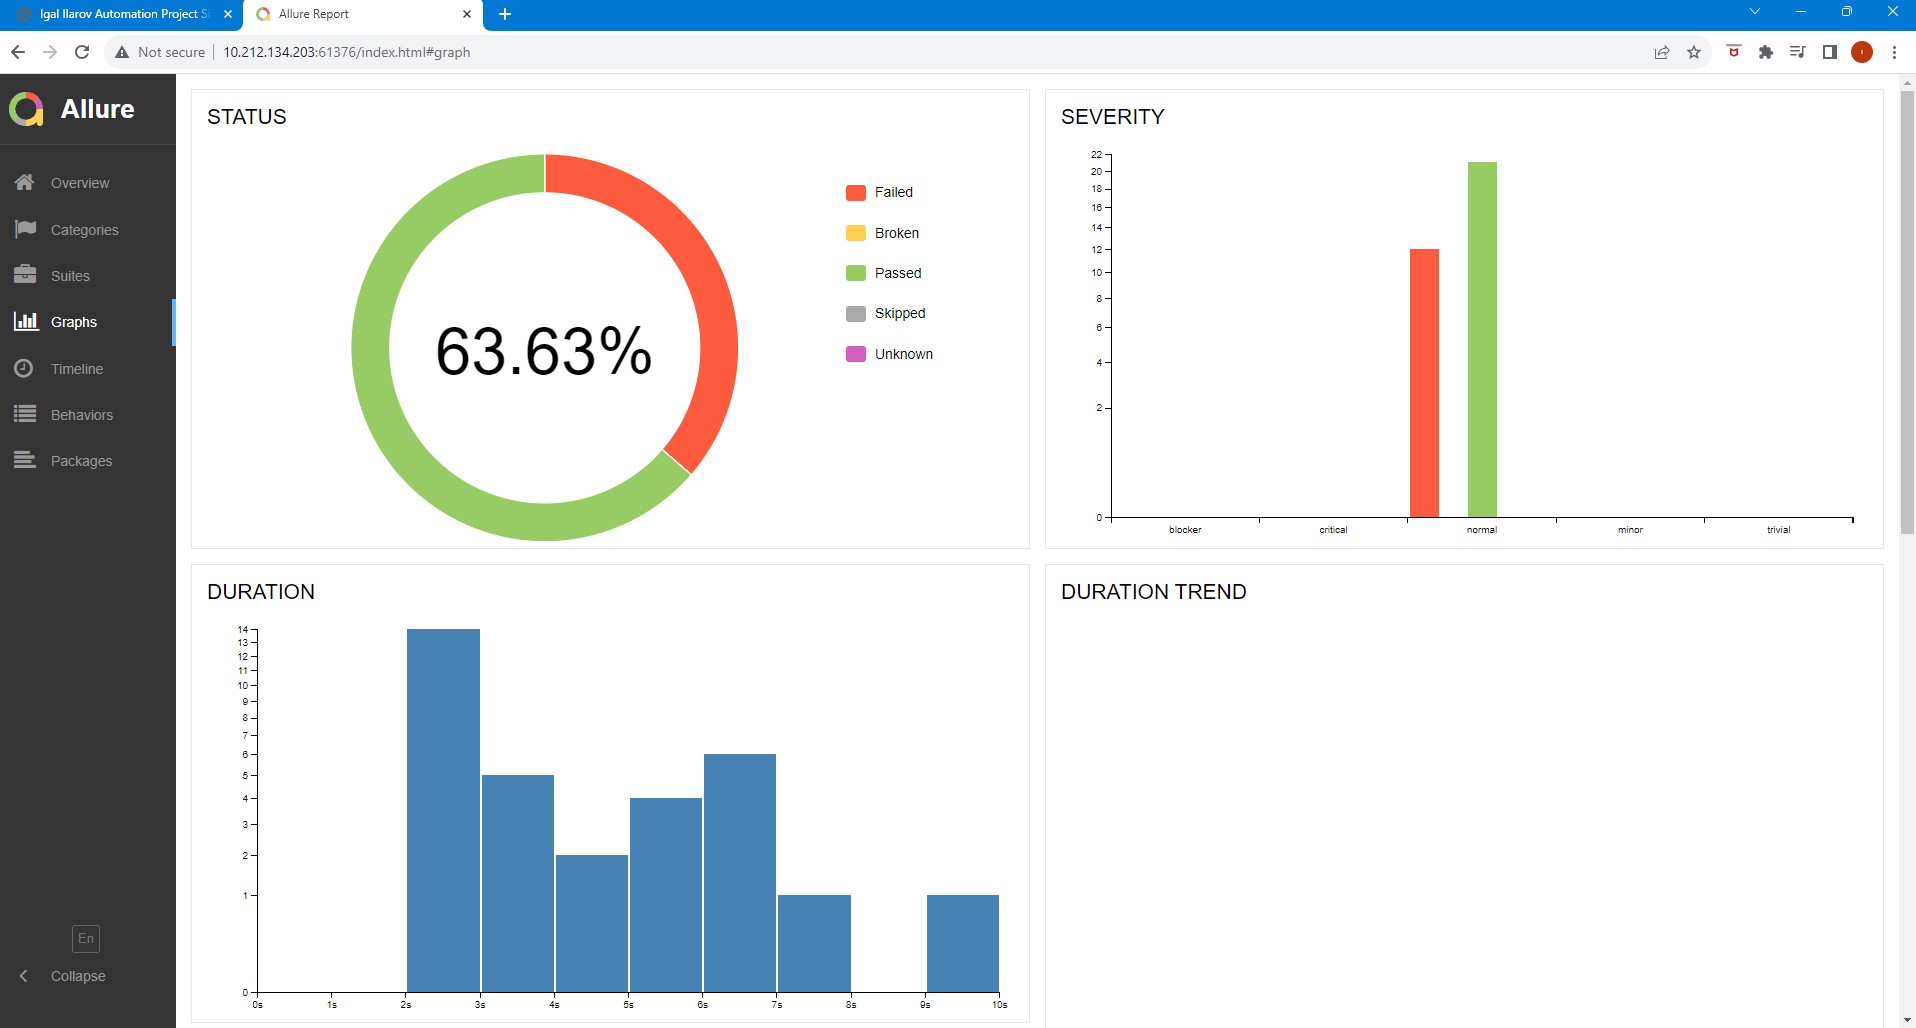 Igal Ilarov Automation Project Si
Allure Report
Not secure
10.212.134.203:61376/index.html#graph
Allure
Overview
Categories
Suites
Graphs
Timeline
Behaviors
Packages
En
Collapse
STATUS
63.63%
Failed
Broken
Passed
Skipped
Unknown
SEVERITY
22
20
18
16
14
12
10
8
6
4
2
0
blocker
critical
normal
minor
trivial
DURATION
14
13
12
11
10
9
8
7
6
5
4
3
2
1
0
0s
1s
2s
3s
4s
5s
6s
7s
8s
9s
10s
DURATION TREND